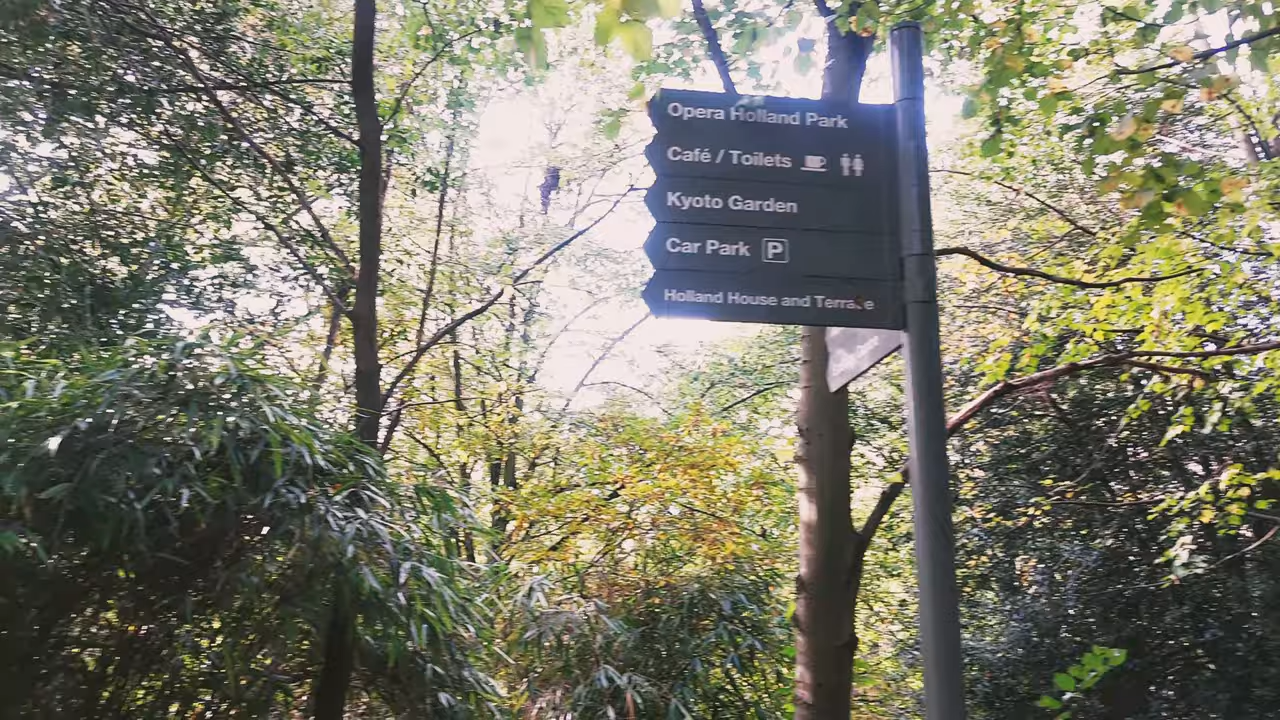 Opera Holland Park
Café / Toilets
Kyoto Garden
Car Park P
Holland House and Terrace